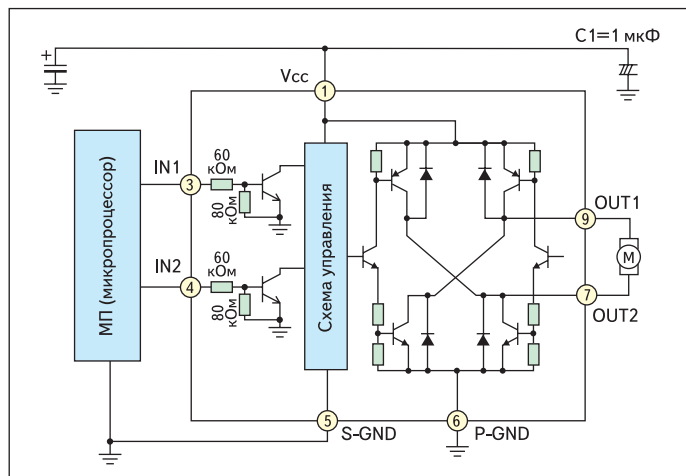 C1=1 мкФ
+
Vcc
1
МП (микропроцессор)
IN1
3
60
кОм
80
кОм
IN2
4
60
кОм
80
кОм
Схема управления
9
OUT1
М
7
OUT2
5
S-GND
6
P-GND